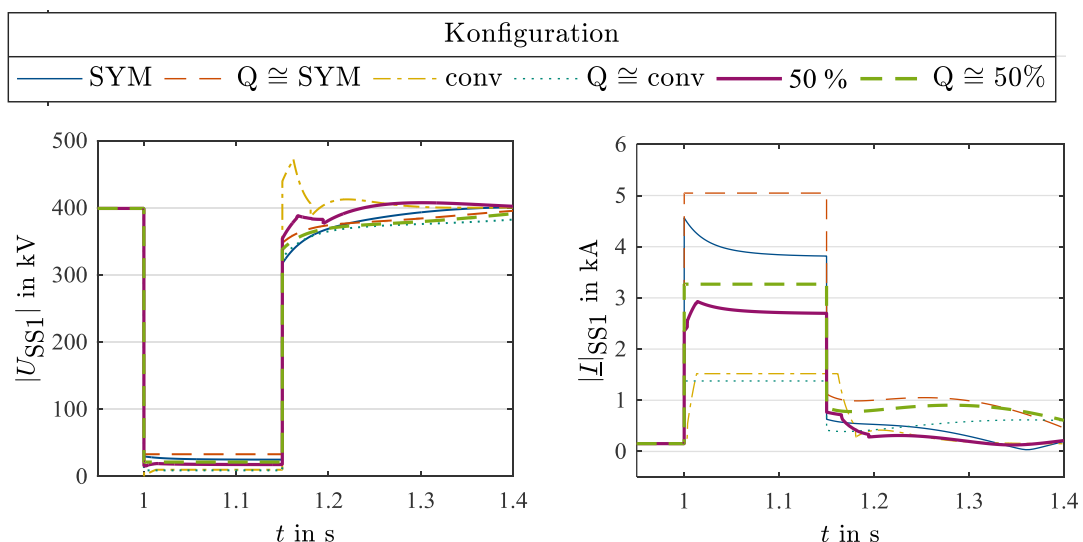 Konfiguration
SYM Q ≅ SYM conv Q ≅ conv 50 % Q ≅ 50%
500
400
300
200
100
0
1 1.1 1.2 1.3 1.4
|U_SS1| in kV
t in s
6
5
4
3
2
1
0
1 1.1 1.2 1.3 1.4
|I|_SS1 in kA
t in s